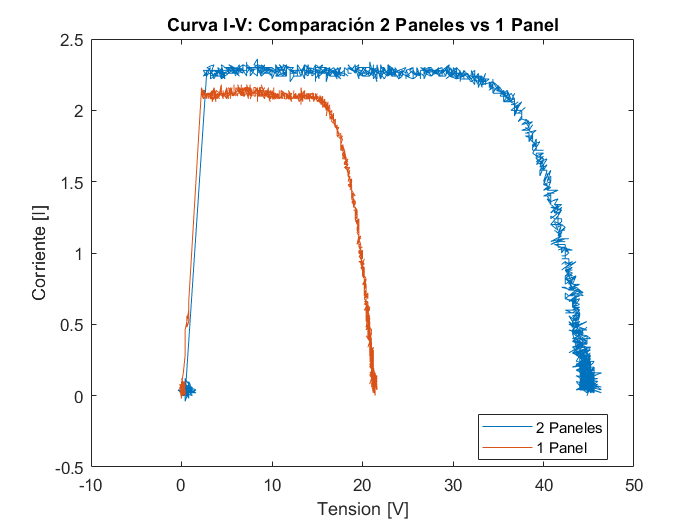 Curva I-V: Comparación 2 Paneles vs 1 Panel
2.5
2
1.5
1
0.5
0
-0.5
Corriente [I]
-10
0
10
20
30
40
50
Tension [V]
2 Paneles
1 Panel